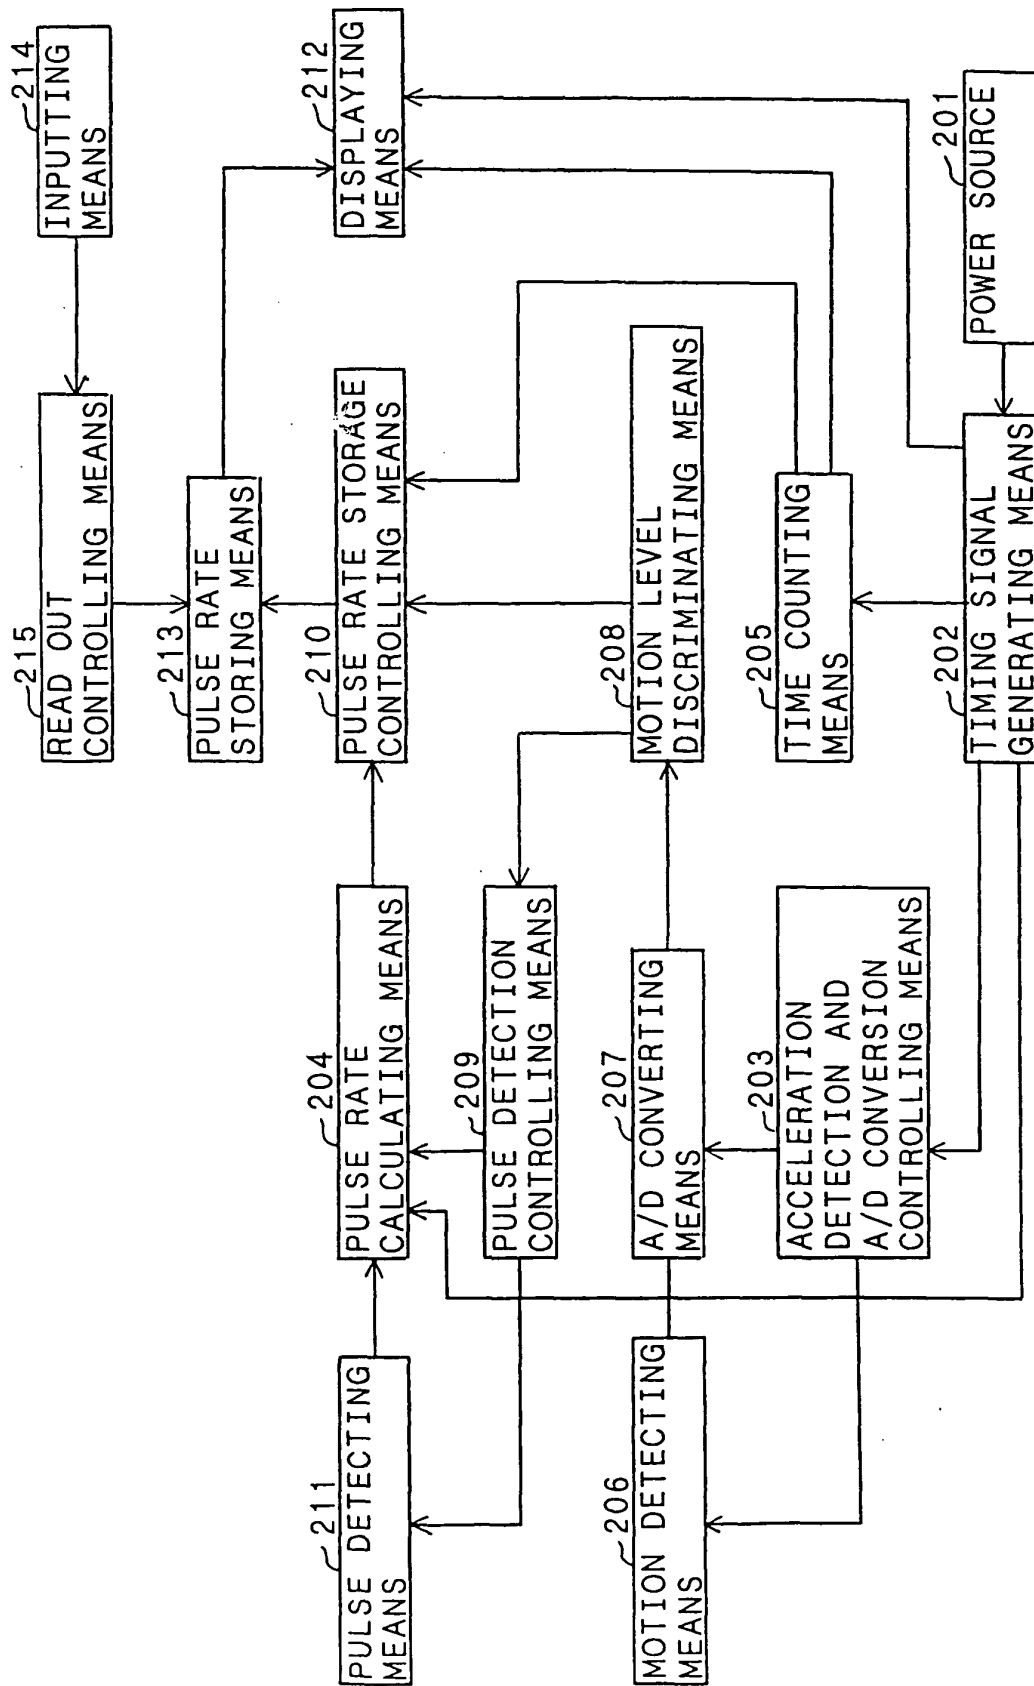 214
INPUTTING
MEANS
215
READ OUT
CONTROLLING MEANS
213
PULSE RATE
STORING MEANS
211
PULSE DETECTING
MEANS
204
PULSE RATE
CALCULATING MEANS
210
PULSE RATE STORAGE
CONTROLLING MEANS
212
DISPLAYING
MEANS
209
PULSE DETECTION
CONTROLLING MEANS
206
MOTION DETECTING
MEANS
207
A/D CONVERTING
MEANS
208
MOTION LEVEL
DISCRIMINATING MEANS
203
ACCELERATION
DETECTION AND
A/D CONVERSION
CONTROLLING MEANS
205
TIME COUNTING
MEANS
202
TIMING SIGNAL
GENERATING MEANS
201
POWER SOURCE